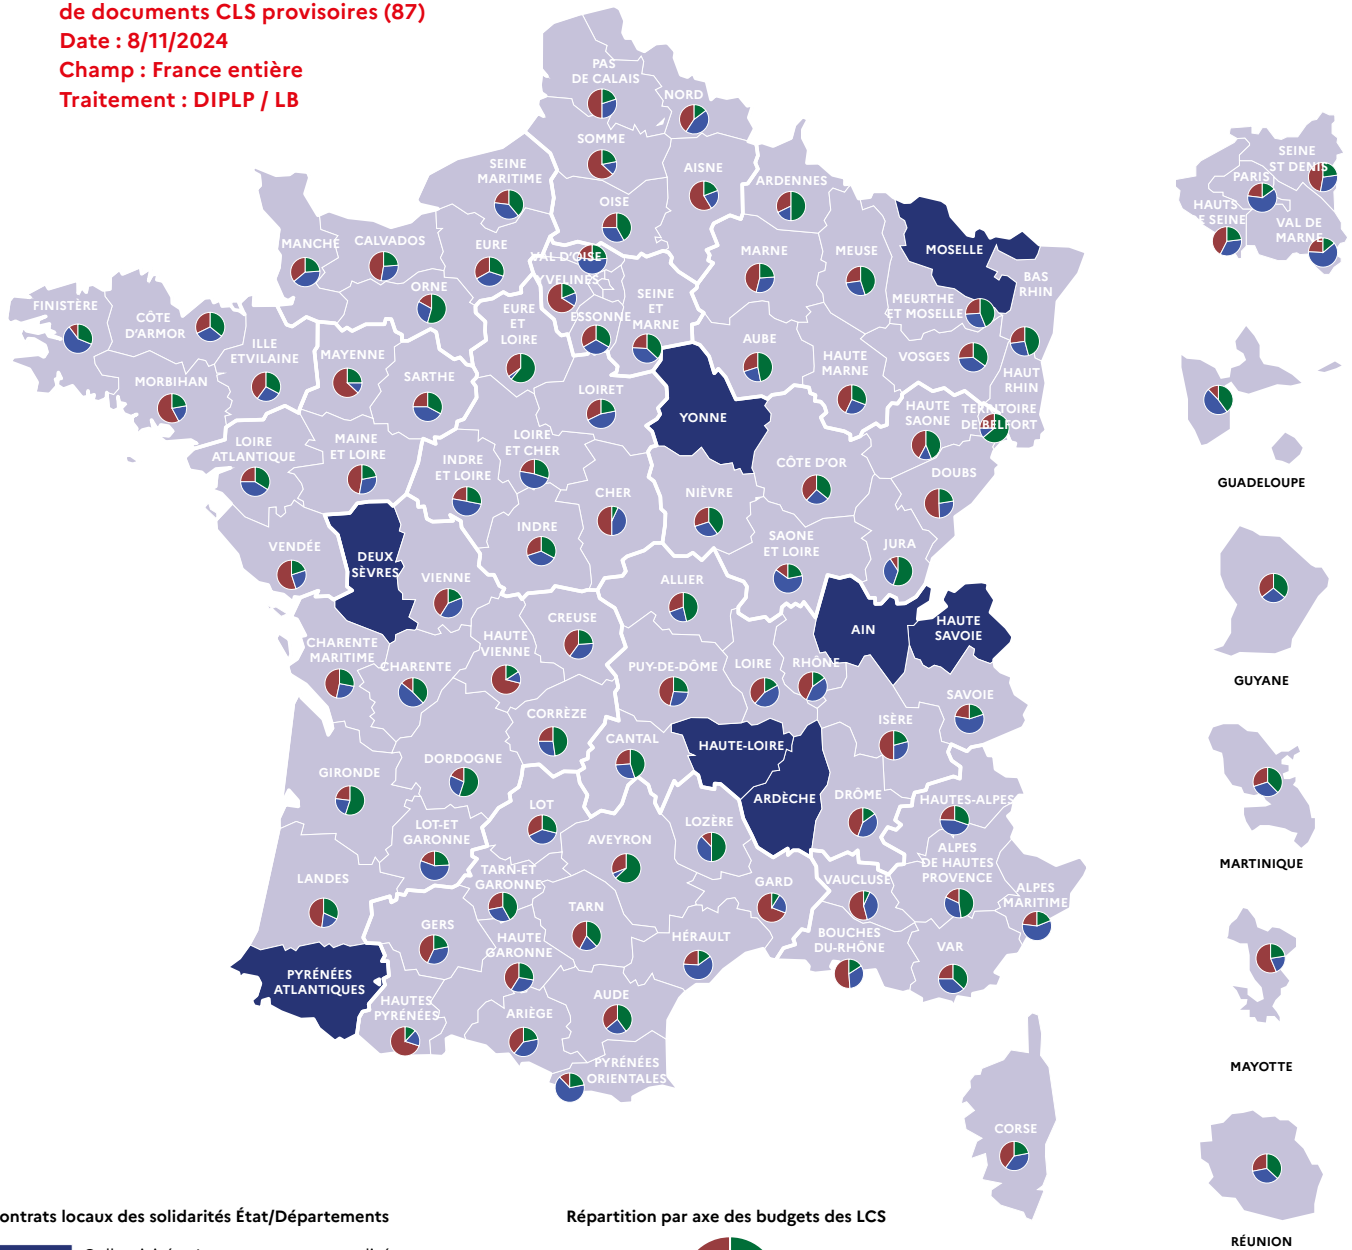 de documents CLS provisoires (87)
Date : 8/11/2024
Champ : France entière
Traitement : DIPLP / LB
PAS
DE CALAIS
NORD
SOMME
SEINE
MARITIME
AISNE
ARDENNES
OISE
MANCHE
CALVADOS
EURE
VAL D'OISE
MARNE
MEUSE
MOSELLE
BAS
RHIN
ORNE
YVELINES
SEINE
ET
MARNE
MEURTHE
ET MOSELLE
FINISTÈRE
CÔTE
D'ARMOR
EURE
ET
LOIRE
ESSONNE
ILLE
ETVILAINE
MAYENNE
AUBE
HAUTE
MARNE
VOSGES
HAUT
RHIN
MORBIHAN
SARTHE
LOIRET
YONNE
HAUTE
SAONE
TERRITOIRE
DE BELFORT
LOIRE
ATLANTIQUE
MAINE
ET LOIRE
LOIRE
ET CHER
INDRE
ET LOIRE
CÔTE D'OR
DOUBS
CHER
NIÈVRE
INDRE
SAONE
ET LOIRE
JURA
VENDÉE
DEUX
SÈVRES
VIENNE
ALLIER
CREUSE
AIN
HAUTE
SAVOIE
CHARENTE
MARITIME
HAUTE
VIENNE
CHARENTE
PUY-DE-DÔME
LOIRE
RHÔNE
SAVOIE
CORRÈZE
ISÈRE
CANTAL
HAUTE-LOIRE
GIRONDE
DORDOGNE
ARDÈCHE
DRÔME
HAUTES-ALPES
LOT
LOT-ET
GARONNE
AVEYRON
LOZÈRE
ALPES
DE HAUTES
PROVENCE
LANDES
TARN-ET
GARONNE
GARD
VAUCLUSE
ALPES
MARITIME
TARN
GERS
HAUTE
GARONNE
HÉRAULT
BOUCHES
DU-RHÔNE
VAR
PYRÉNÉES
ATLANTIQUES
HAUTES
PYRÉNÉES
ARIÈGE
AUDE
PYRÉNÉES
ORIENTALES
CORSE
SEINE
ST DENIS
PARIS
HAUTS
E SEINE
VAL DE
MARNE
GUADELOUPE
GUYANE
MARTINIQUE
MAYOTTE
RÉUNION
ontrats locaux des solidarités État/Départements
Répartition par axe des budgets des LCS